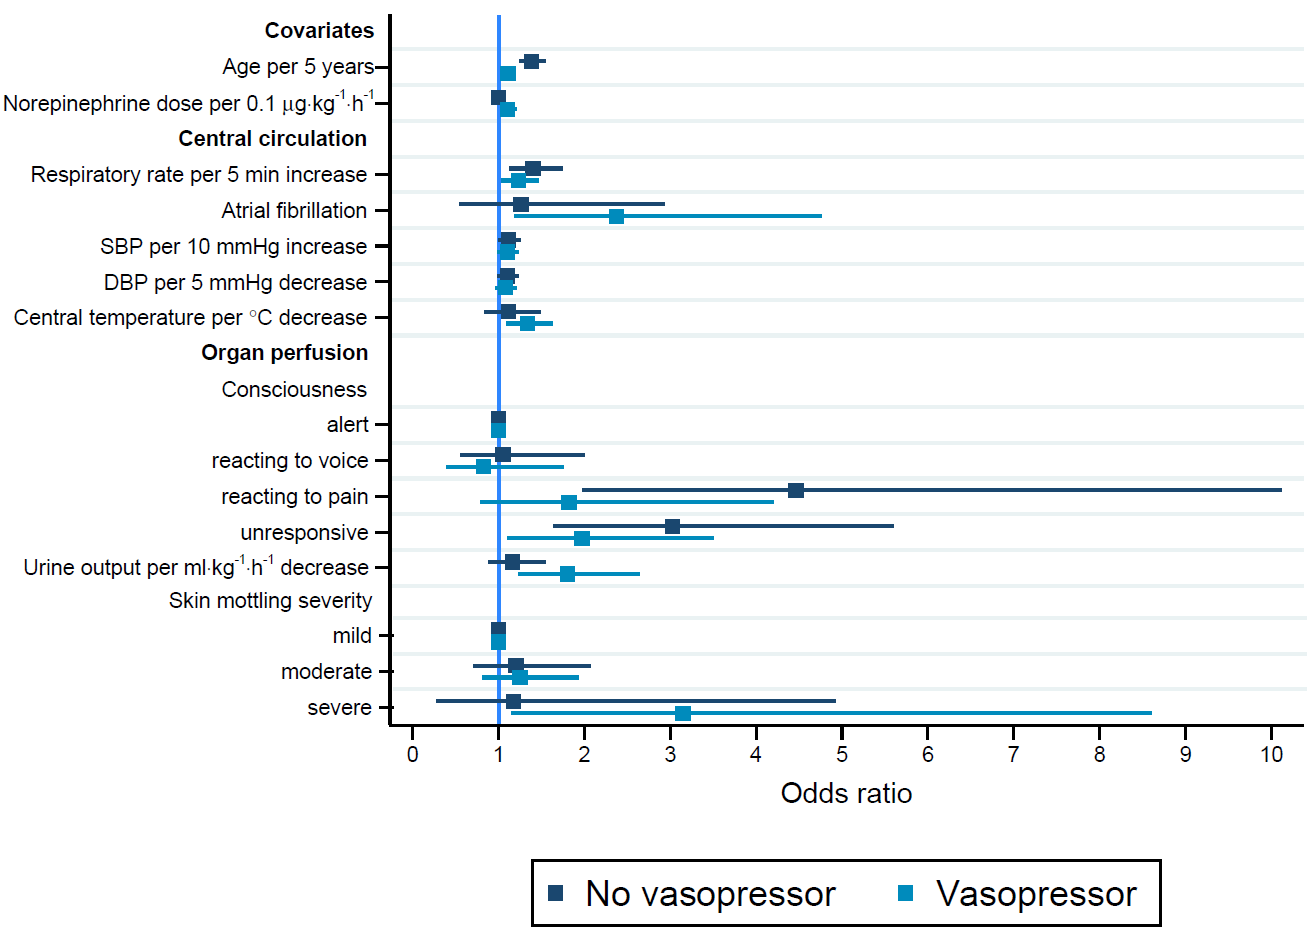 Covariates
Age per 5 years
Norepinephrine dose per 0.1 μg·kg⁻¹·h⁻¹
Central circulation
Respiratory rate per 5 min increase
Atrial fibrillation
SBP per 10 mmHg increase
DBP per 5 mmHg decrease
Central temperature per °C decrease
Organ perfusion
Consciousness
alert
reacting to voice
reacting to pain
unresponsive
Urine output per ml·kg⁻¹·h⁻¹ decrease
Skin mottling severity
mild
moderate
severe
0 1 2 3 4 5 6 7 8 9 10
Odds ratio
No vasopressor Vasopressor